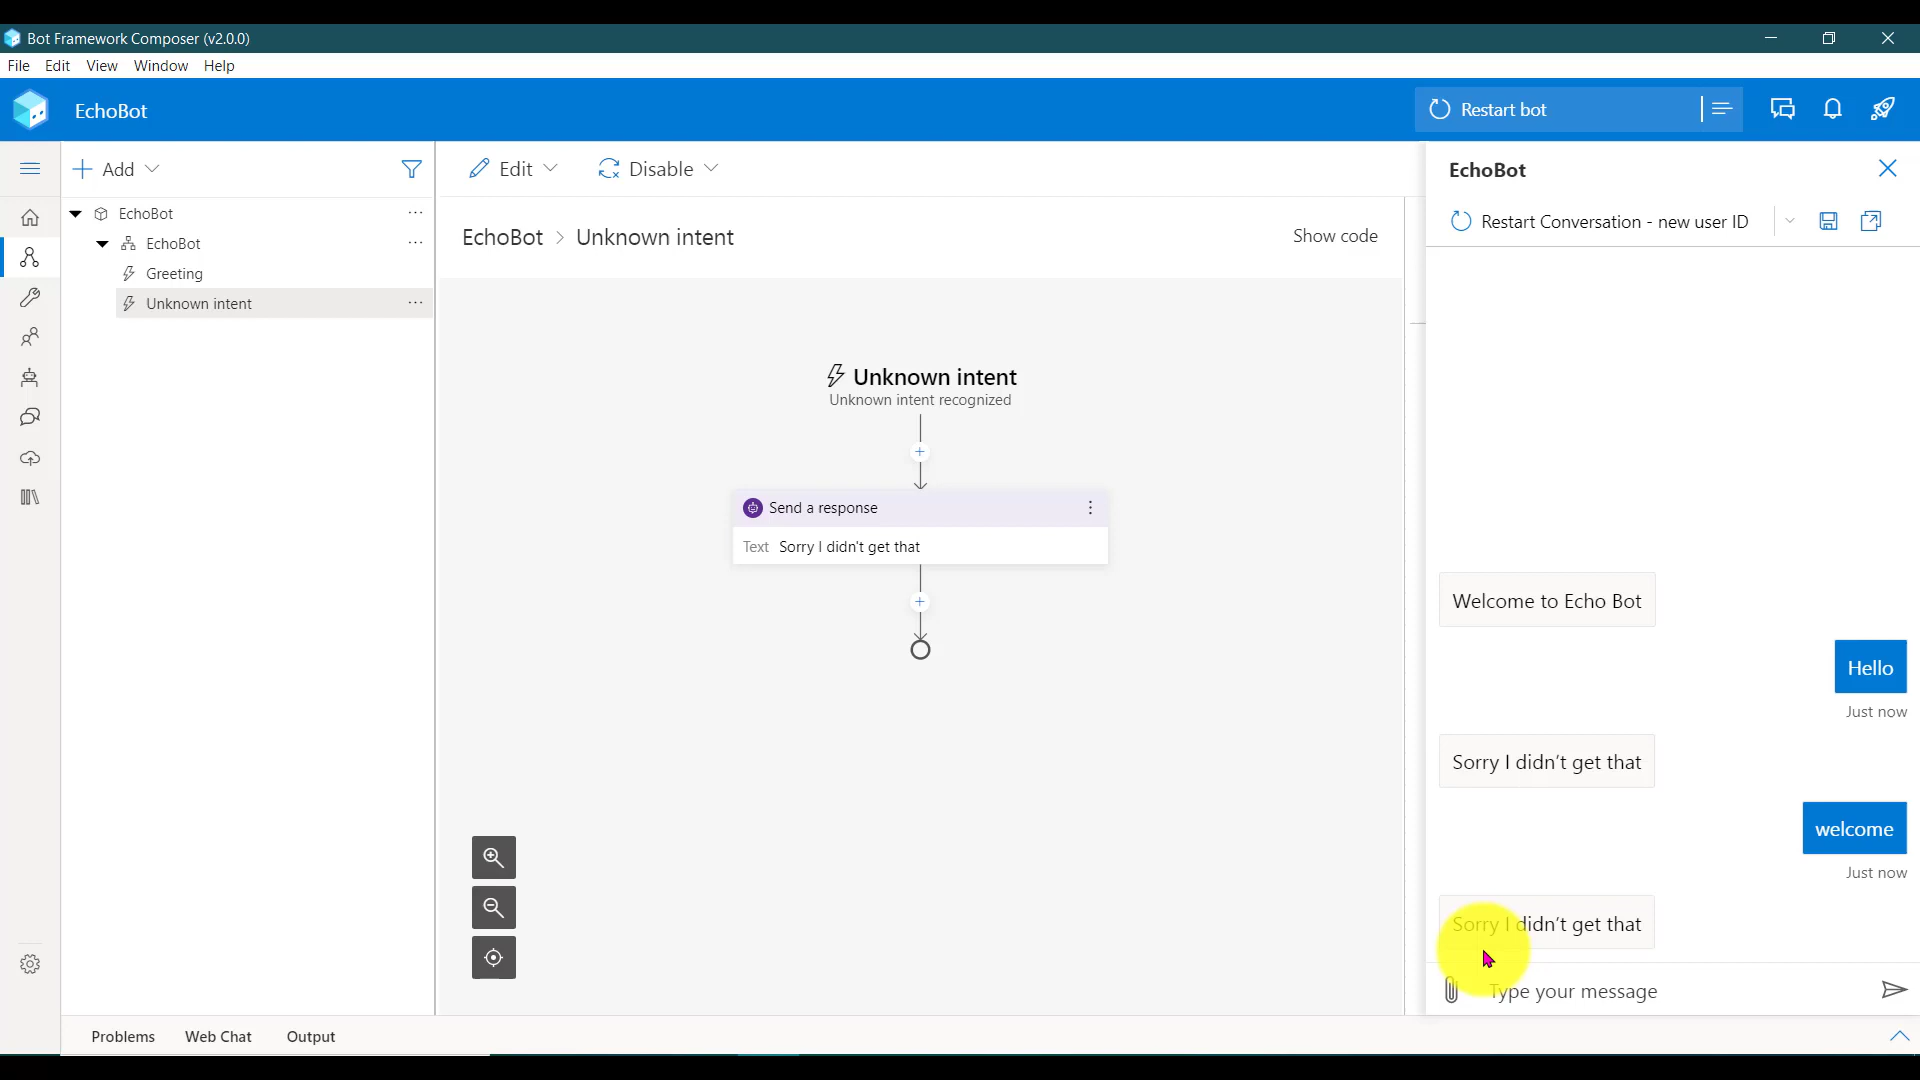 Bot Framework Composer (v2.0.0)
File Edit View Window Help
EchoBot
Restart bot
Add
Edit
Disable
EchoBot
EchoBot
Greeting
Unknown intent
EchoBot > Unknown intent
Show code
Unknown intent
Unknown intent recognized
Send a response
Text Sorry I didn't get that
EchoBot
Restart Conversation - new user ID
Welcome to Echo Bot
Hello
Just now
Sorry I didn't get that
welcome
Just now
Sorry I didn't get that
Type your message
Problems Web Chat Output